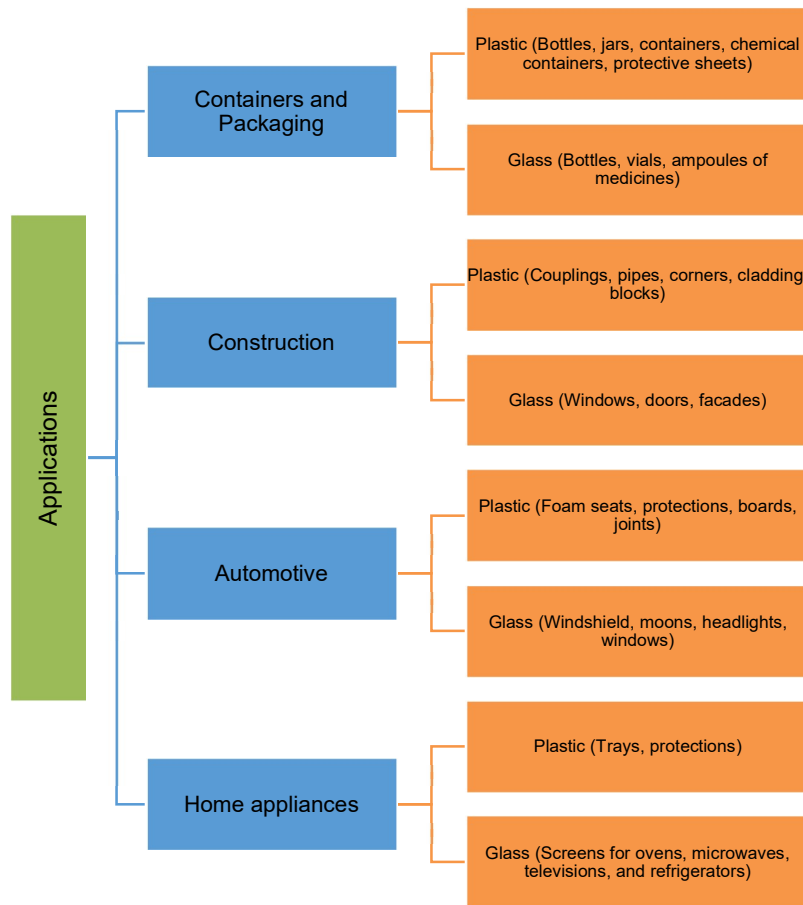 Applications
Containers and
Packaging
Plastic (Bottles, jars, containers, chemical
containers, protective sheets)
Glass (Bottles, vials, ampoules of
medicines)
Construction
Plastic (Couplings, pipes, corners, cladding
blocks)
Glass (Windows, doors, facades)
Automotive
Plastic (Foam seats, protections, boards,
joints)
Glass (Windshield, moons, headlights,
windows)
Home appliances
Plastic (Trays, protections)
Glass (Screens for ovens, microwaves,
televisions, and refrigerators)